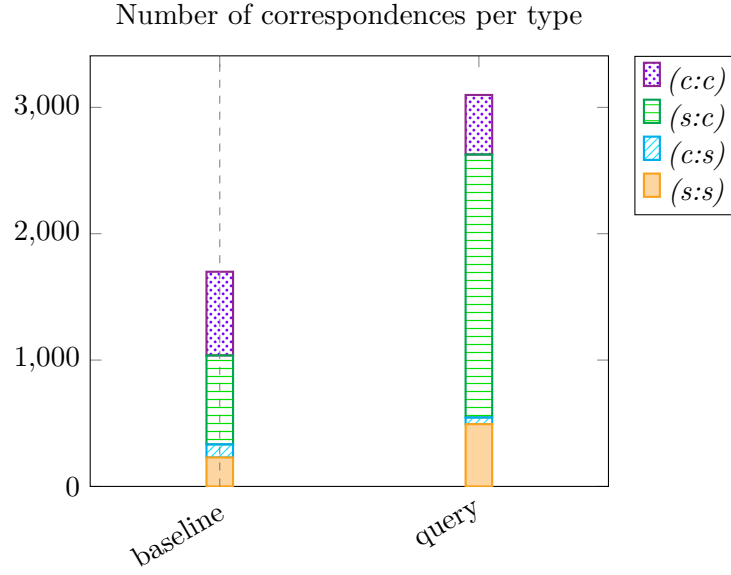 Number of correspondences per type
3,000
2,000
1,000
0
baseline
query
(c:c)
(s:c)
(c:s)
(s:s)